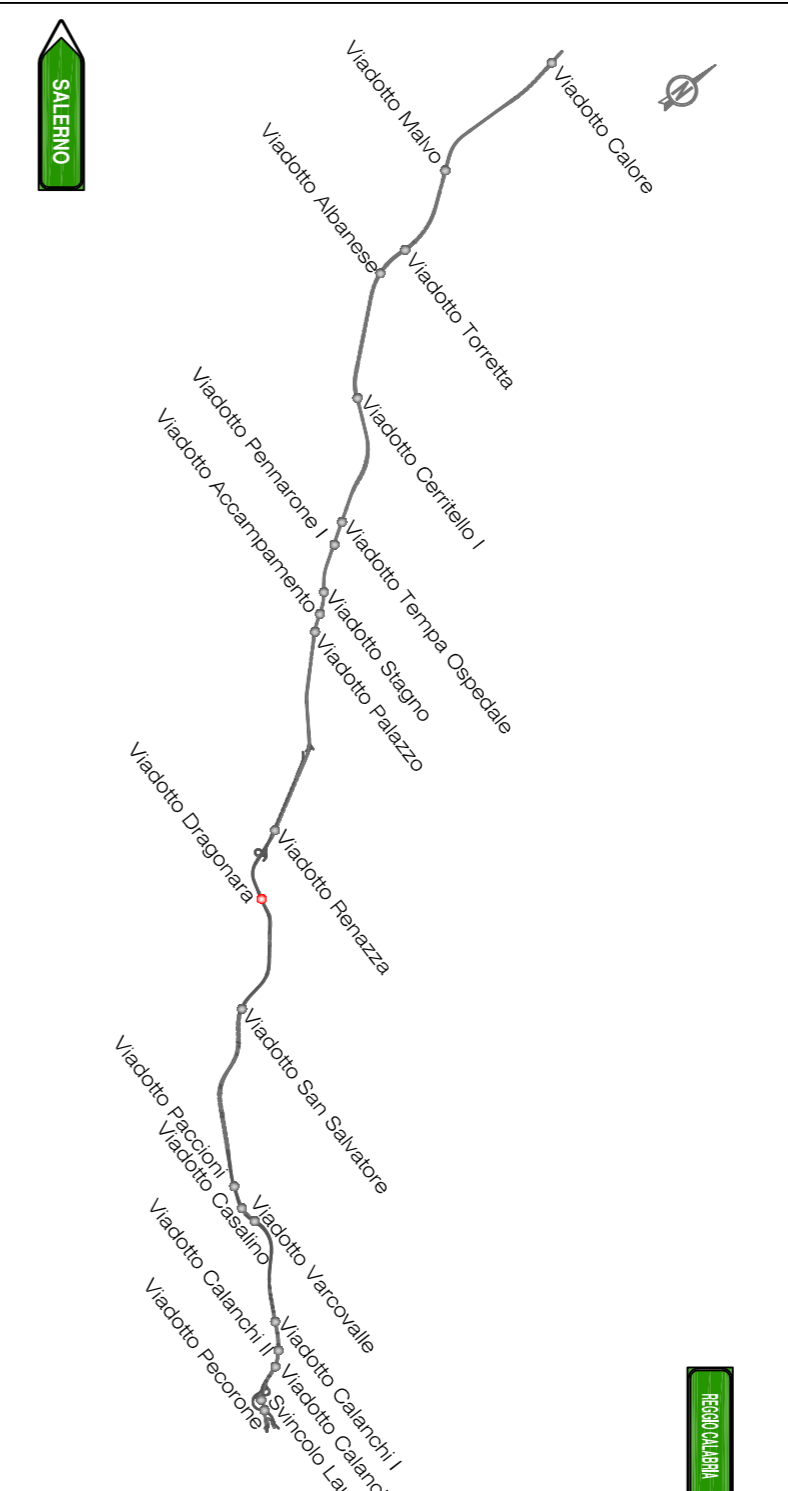 SALERNO
N
Viadotto Calore
Viadotto Malvo
Viadotto Torretta
Viadotto Albanese
Viadotto Cerritello I
Viadotto Tempa Ospedale
Viadotto Pennarone I
Viadotto Stagno
Viadotto Accampamento
Viadotto Palazzo
Viadotto Renazza
Viadotto Dragonara
Viadotto San Salvatore
Viadotto Paccioni
Viadotto Casalino
Viadotto Varcovalle
Viadotto Calanchi I
Viadotto Calanchi II
Viadotto
Svincolo
Viadotto Pecorone
REGGIO CALABRIA